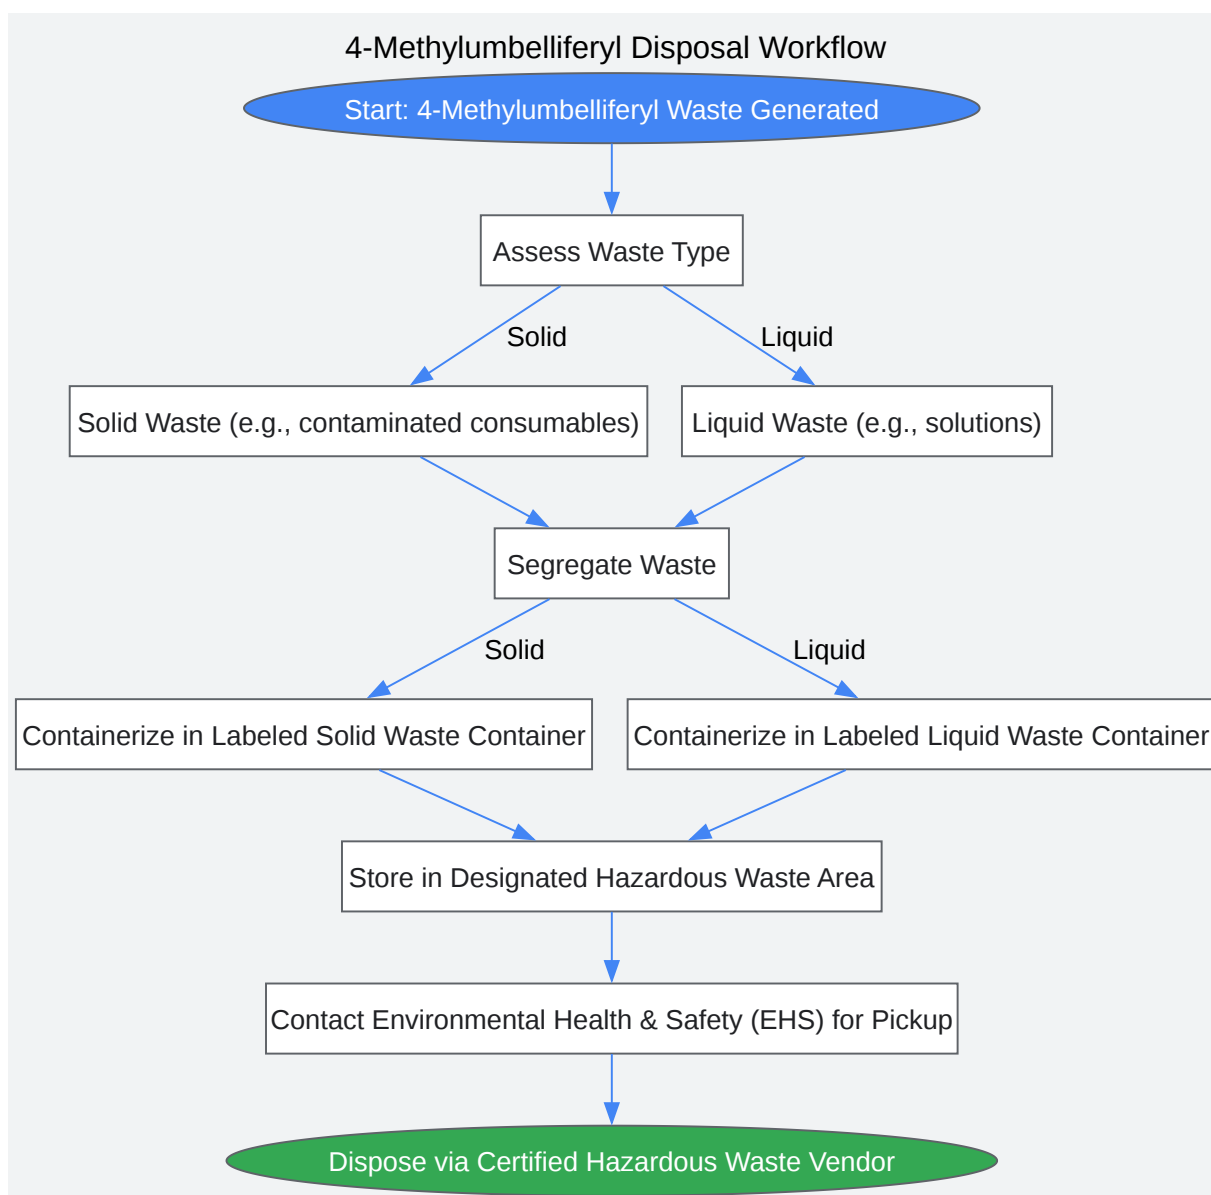 4-Methylumbelliferyl Disposal Workflow
Start: 4-Methylumbelliferyl Waste Generated
Assess Waste Type
Solid
Liquid
Solid Waste (e.g., contaminated consumables)
Liquid Waste (e.g., solutions)
Segregate Waste
Solid
Liquid
Containerize in Labeled Solid Waste Container
Containerize in Labeled Liquid Waste Container
Store in Designated Hazardous Waste Area
Contact Environmental Health & Safety (EHS) for Pickup
Dispose via Certified Hazardous Waste Vendor